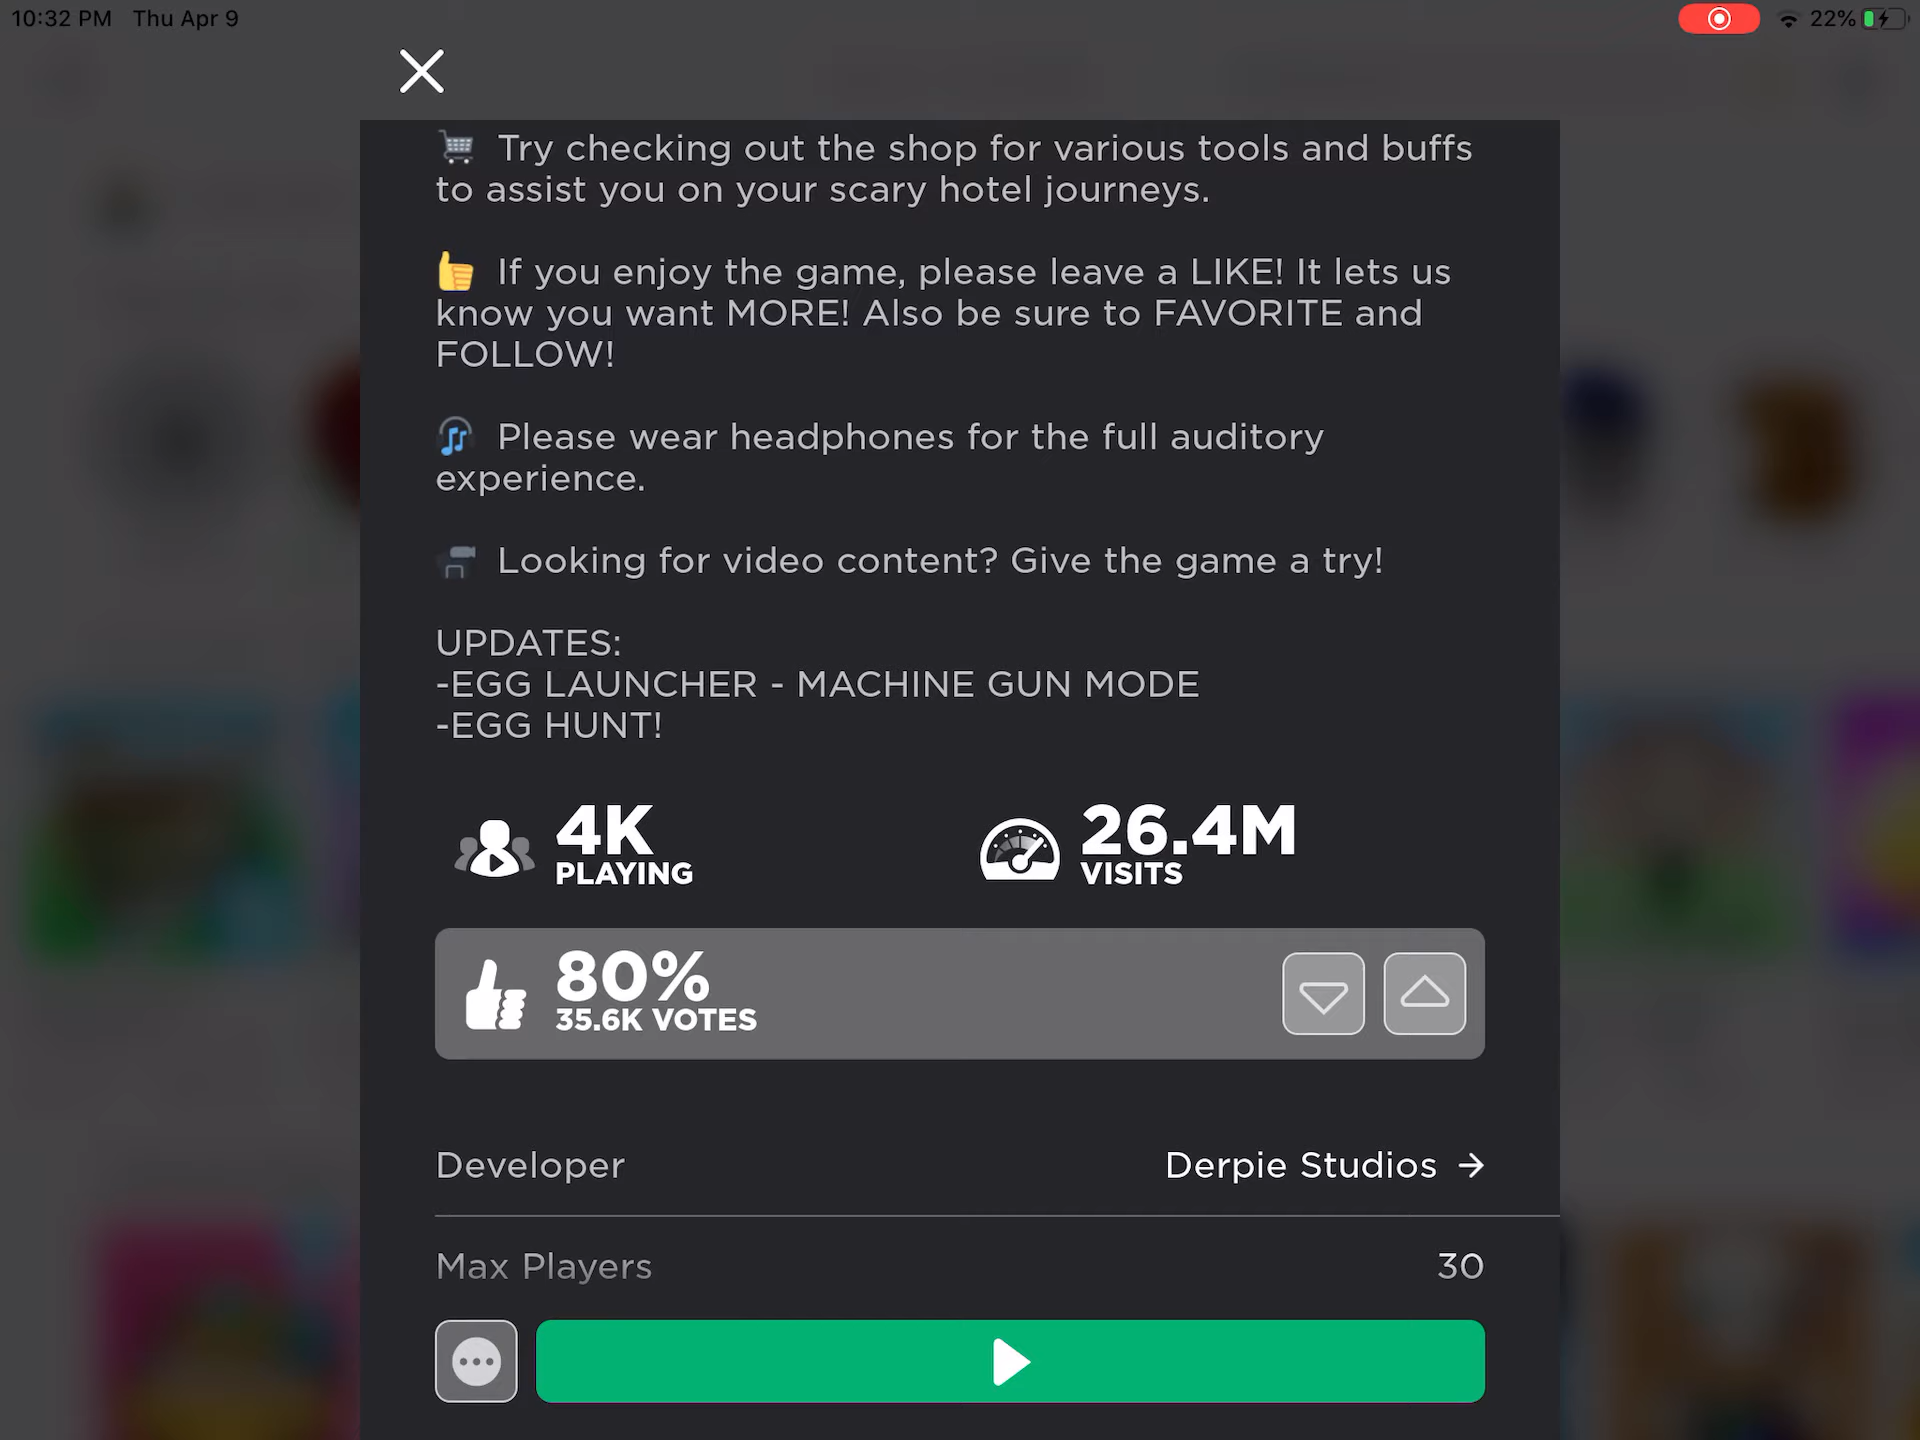 10:32 PM Thu Apr 9
22%
Try checking out the shop for various tools and buffs
to assist you on your scary hotel journeys.
If you enjoy the game, please leave a LIKE! It lets us
know you want MORE! Also be sure to FAVORITE and
FOLLOW!
Please wear headphones for the full auditory
experience.
Looking for video content? Give the game a try!
UPDATES:
-EGG LAUNCHER - MACHINE GUN MODE
-EGG HUNT!
4K
PLAYING
26.4M
VISITS
80%
35.6K VOTES
Developer
Derpie Studios
Max Players
30